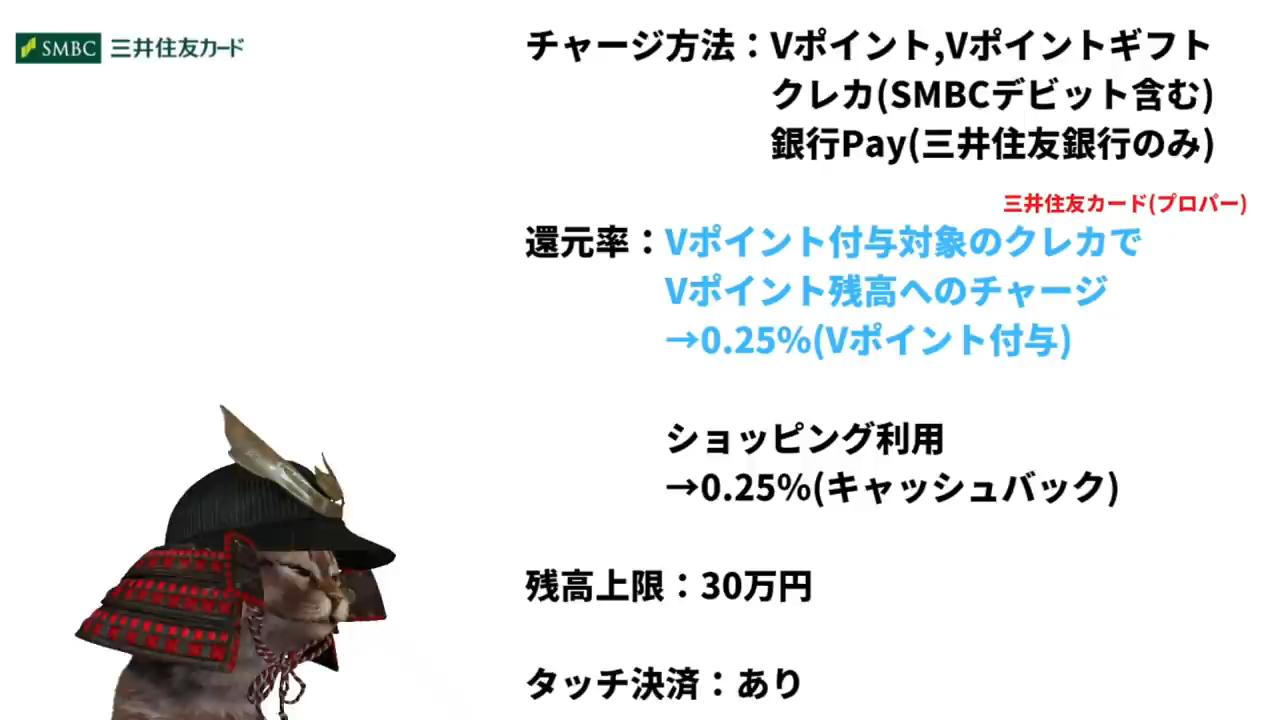 SMBC 三井住友カード
チャージ方法：Vポイント,Vポイントギフト
クレカ(SMBCデビット含む)
銀行Pay(三井住友銀行のみ)
三井住友カード(プロパー)
還元率：Vポイント付与対象のクレカで
Vポイント残高へのチャージ
→0.25%(Vポイント付与)
ショッピング利用
→0.25%(キャッシュバック)
残高上限：30万円
タッチ決済：あり